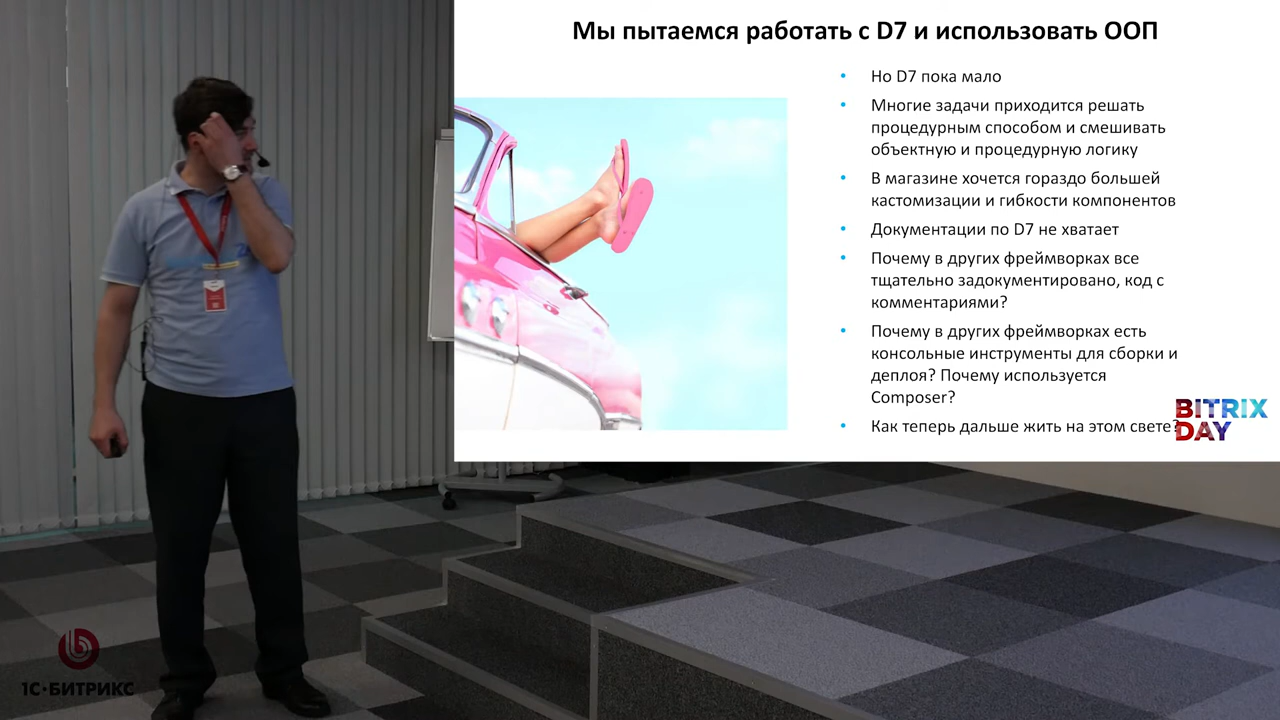 Мы пытаемся работать с D7 и использовать ООП
• Но D7 пока мало
• Многие задачи приходится решать
процедурным способом и смешивать
объектную и процедурную логику
• В магазине хочется гораздо большей
кастомизации и гибкости компонентов
• Документации по D7 не хватает
• Почему в других фреймворках все
тщательно задокументировано, код с
комментариями?
• Почему в других фреймворках есть
консольные инструменты для сборки и
деплоя? Почему используется
Composer?
• Как теперь дальше жить на этом свете?
BITRIX
DAY
1С·БИТРИКС